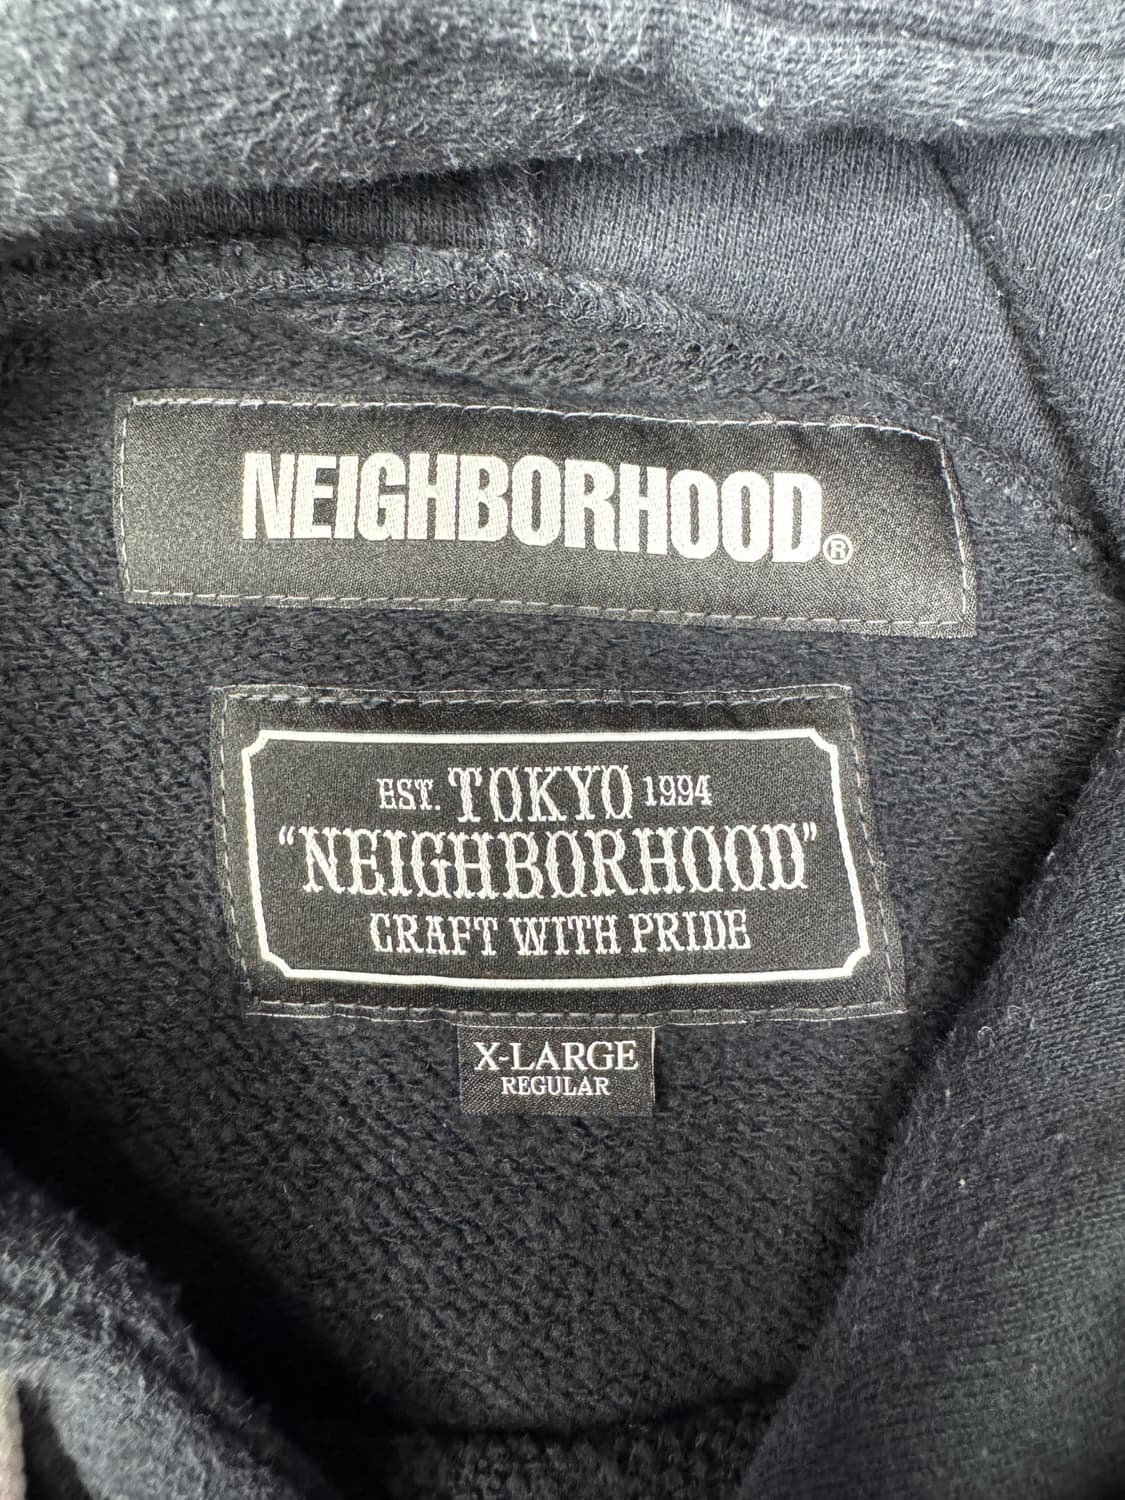 NEIGHBORHOOD®
EST. TOKYO 1994
"NEIGHBORHOOD"
CRAFT WITH PRIDE
X-LARGE
REGULAR